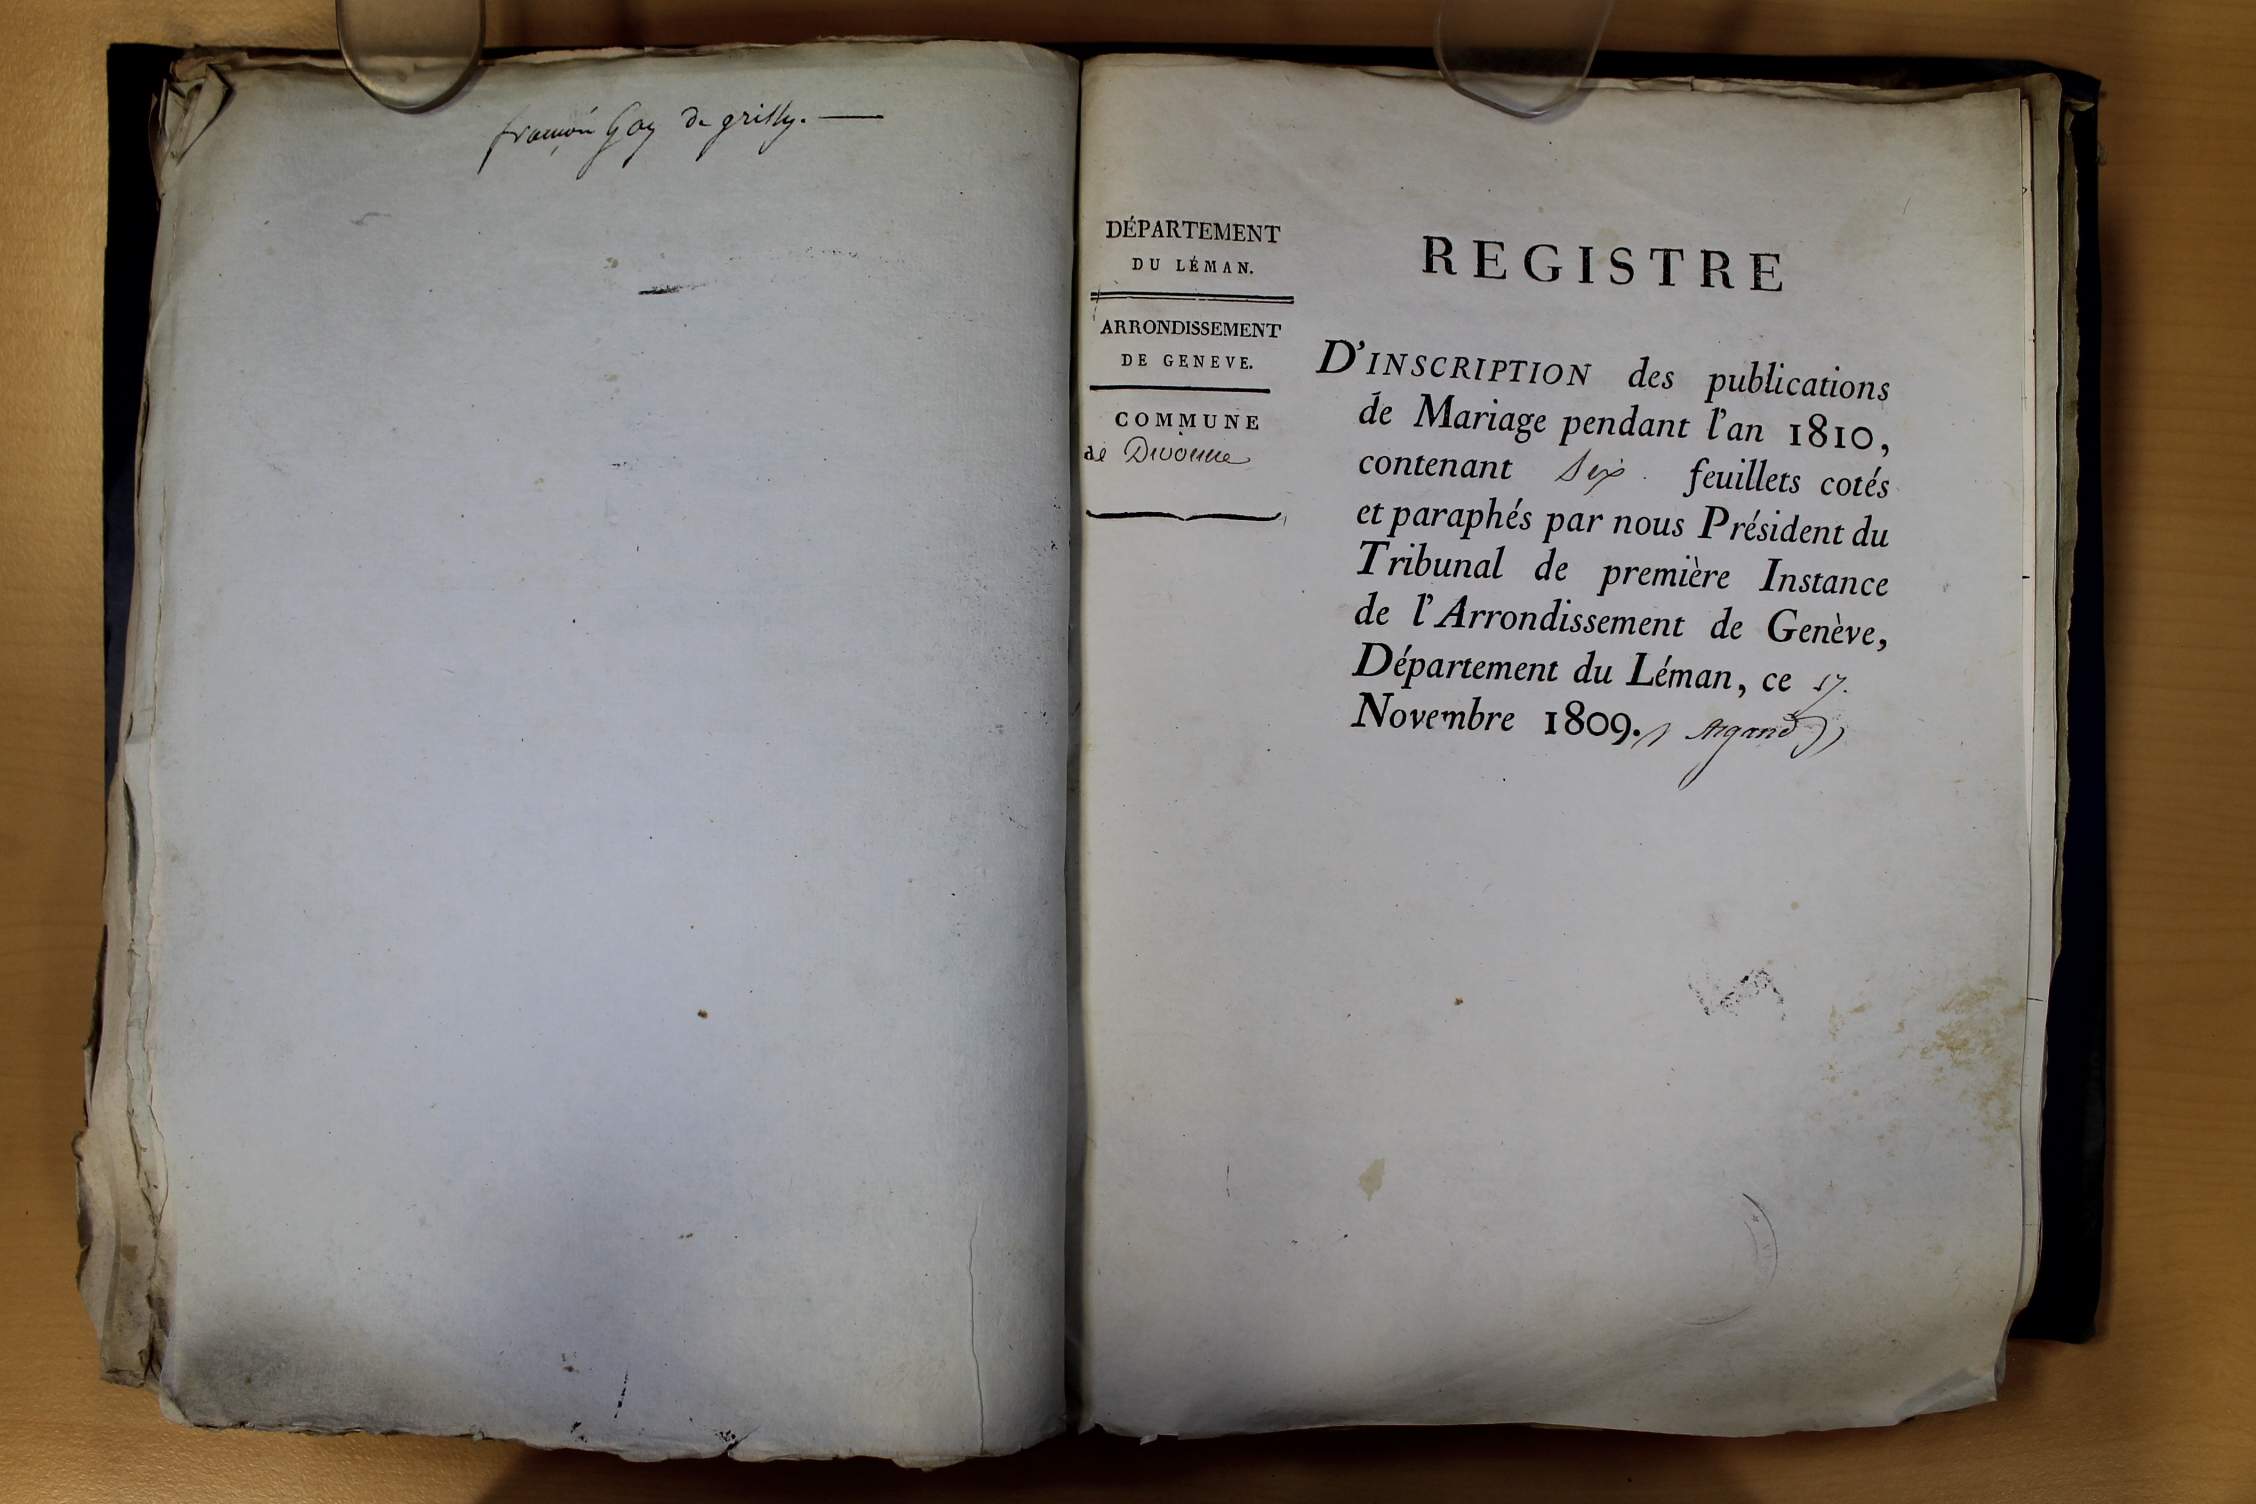 françois Gay de grilly. —
DÉPARTEMENT
DU LÉMAN.
ARRONDISSEMENT
DE GENEVE.
COMMUNE
de Divonne
REGISTRE
D'INSCRIPTION des publications
de Mariage pendant l'an 1810,
contenant Six feuillets cotés
et paraphés par nous Président du
Tribunal de première Instance
de l'Arrondissement de Genève,
Département du Léman, ce 17.
Novembre 1809. Argand